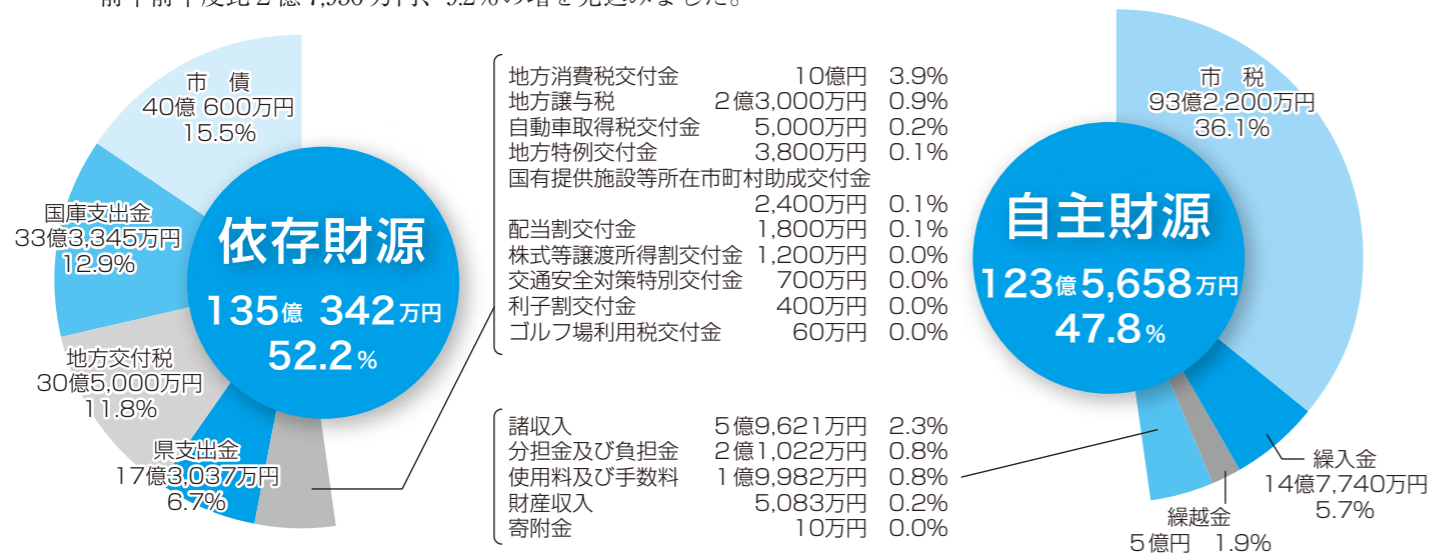 市　債
40億 600万円
15.5%
国庫支出金
33億3,345万円
12.9%
地方交付税
30億5,000万円
11.8%
県支出金
17億3,037万円
6.7%
依存財源
135億 342万円
52.2%
地方消費税交付金 10億円 3.9%
地方譲与税 2億3,000万円 0.9%
自動車取得税交付金 5,000万円 0.2%
地方特例交付金 3,800万円 0.1%
国有提供施設等所在市町村助成交付金
2,400万円 0.1%
配当割交付金 1,800万円 0.1%
株式等譲渡所得割交付金 1,200万円 0.0%
交通安全対策特別交付金 700万円 0.0%
利子割交付金 400万円 0.0%
ゴルフ場利用税交付金 60万円 0.0%
諸収入 5億9,621万円 2.3%
分担金及び負担金 2億1,022万円 0.8%
使用料及び手数料 1億9,982万円 0.8%
財産収入 5,083万円 0.2%
寄附金 10万円 0.0%
市　税
93億2,200万円
36.1%
自主財源
123億5,658万円
47.8%
繰入金
14億7,740万円
5.7%
繰越金
5億円 1.9%